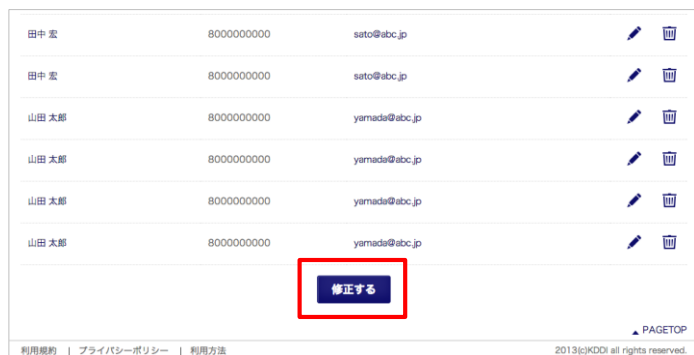 田中 宏 8000000000 sato@abc.jp
田中 宏 8000000000 sato@abc.jp
山田 太郎 8000000000 yamada@abc.jp
山田 太郎 8000000000 yamada@abc.jp
山田 太郎 8000000000 yamada@abc.jp
山田 太郎 8000000000 yamada@abc.jp
修正する
PAGETOP
利用規約 | プライバシーポリシー | 利用方法 2013(c)KDDI all rights reserved.